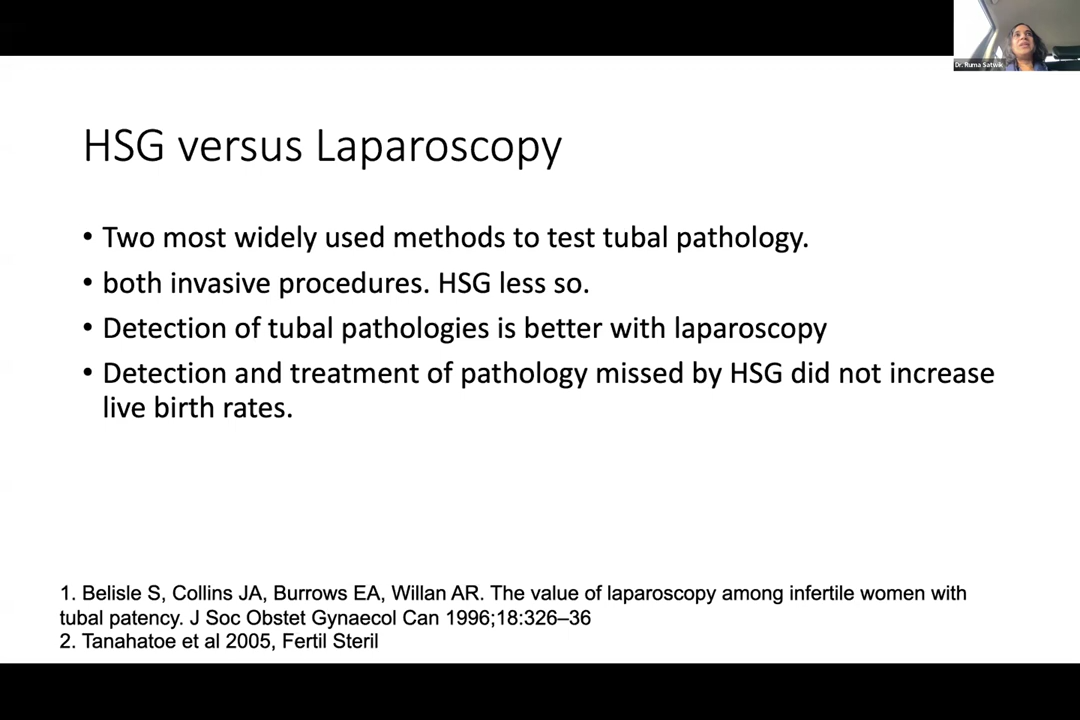 Dr. Ruma Satwik
HSG versus Laparoscopy
• Two most widely used methods to test tubal pathology.
• both invasive procedures. HSG less so.
• Detection of tubal pathologies is better with laparoscopy
• Detection and treatment of pathology missed by HSG did not increase
live birth rates.
1. Belisle S, Collins JA, Burrows EA, Willan AR. The value of laparoscopy among infertile women with
tubal patency. J Soc Obstet Gynaecol Can 1996;18:326–36
2. Tanahatoe et al 2005, Fertil Steril